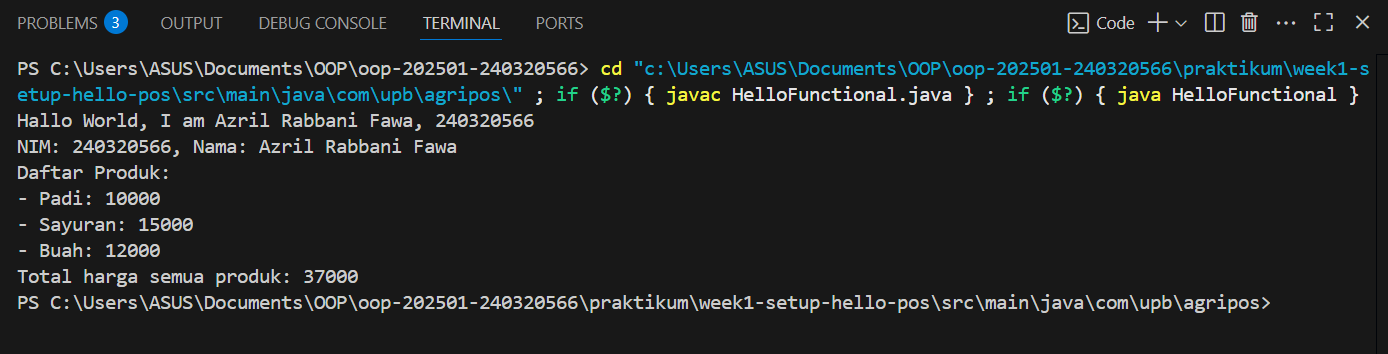 PROBLEMS 3 OUTPUT DEBUG CONSOLE TERMINAL PORTS Code
PS C:\Users\ASUS\Documents\OOP\oop-202501-240320566> cd "c:\Users\ASUS\Documents\OOP\oop-202501-240320566\praktikum\week1-s
etup-hello-pos\src\main\java\com\upb\agripos\" ; if ($?) { javac HelloFunctional.java } ; if ($?) { java HelloFunctional }
Hallo World, I am Azril Rabbani Fawa, 240320566
NIM: 240320566, Nama: Azril Rabbani Fawa
Daftar Produk:
- Padi: 10000
- Sayuran: 15000
- Buah: 12000
Total harga semua produk: 37000
PS C:\Users\ASUS\Documents\OOP\oop-202501-240320566\praktikum\week1-setup-hello-pos\src\main\java\com\upb\agripos>